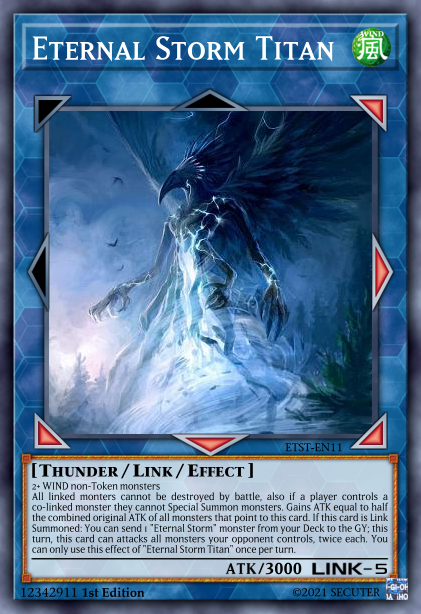 Eternal Storm Titan
WIND
風
ETST-EN11
[Thunder / Link / Effect]
2+ WIND non-Token monsters
All linked monters cannot be destroyed by battle, also if a player controls
a co-linked monster they cannot Special Summon monsters. Gains ATK equal to half
the combined original ATK of all monsters that point to this card. If this card is Link
Summoned: You can send 1 "Eternal Storm" monster from your Deck to the GY; this
turn, this card can attacks all monsters your opponent controls, twice each. You
can only use this effect of "Eternal Storm Titan" once per turn.
ATK/3000 LINK-5
12342911 1st Edition ©2021 SECUTER